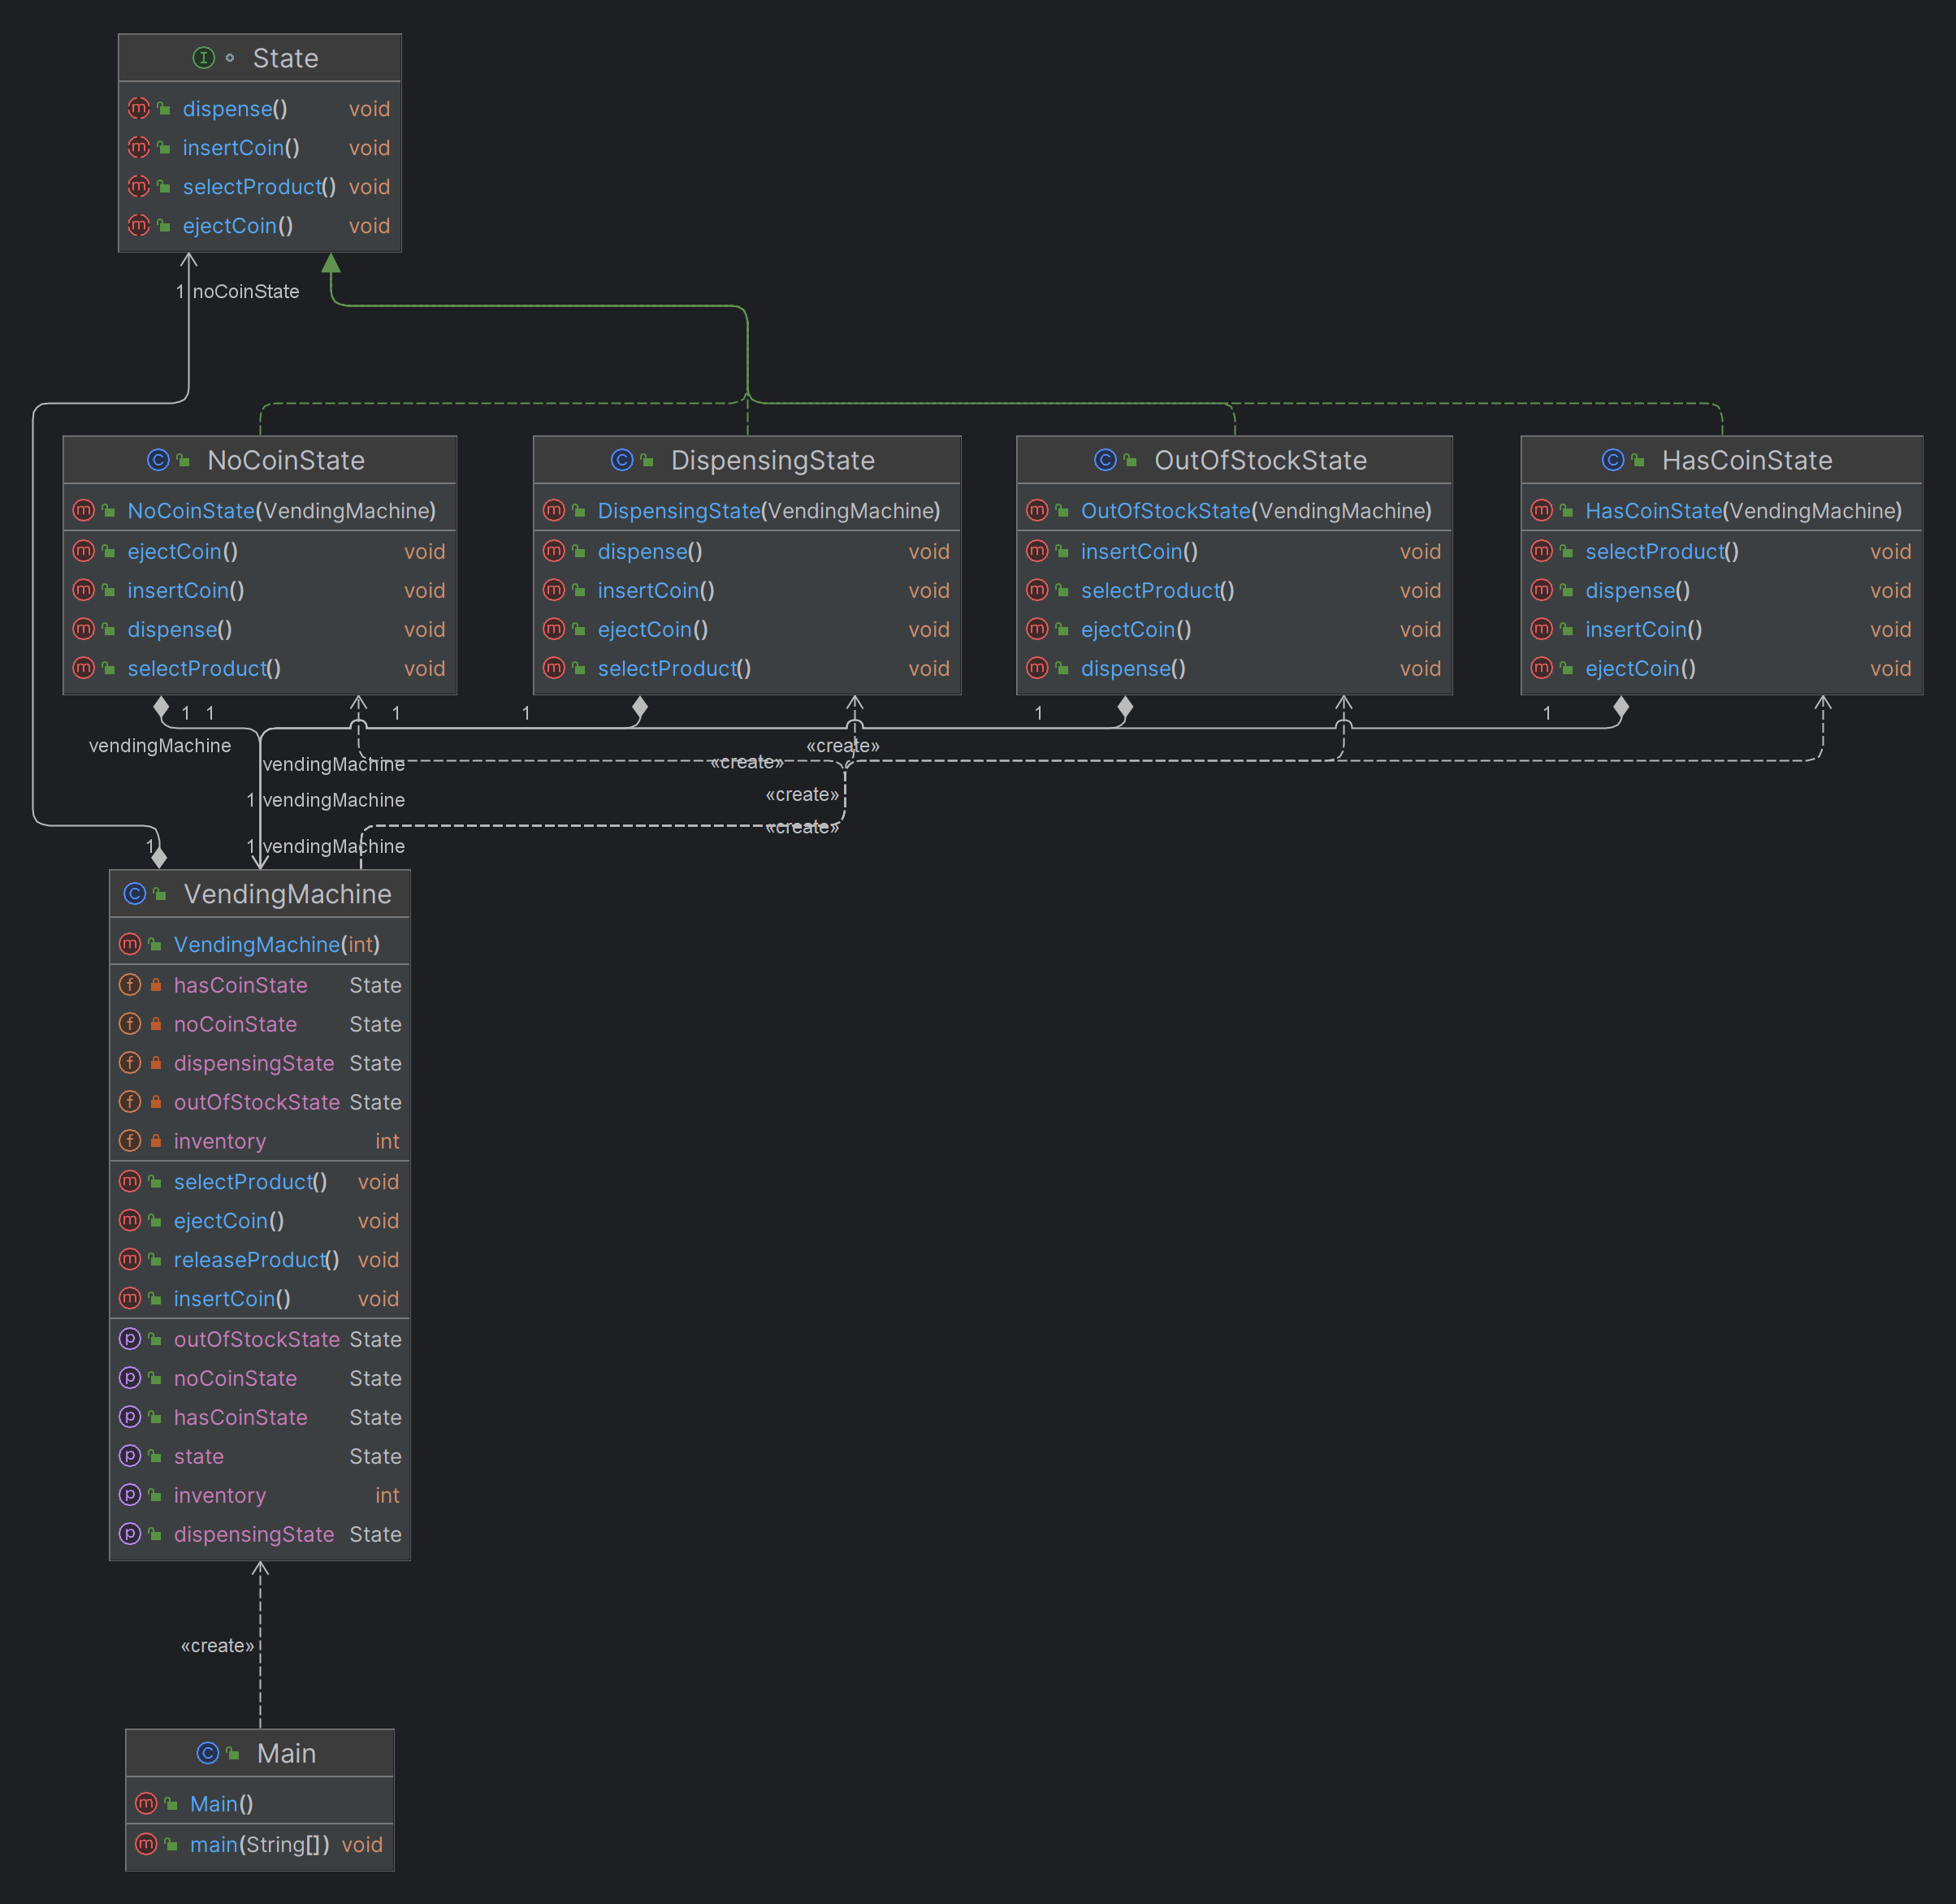 State
dispense() void
insertCoin() void
selectProduct() void
ejectCoin() void
1 noCoinState
NoCoinState
NoCoinState(VendingMachine)
ejectCoin() void
insertCoin() void
dispense() void
selectProduct() void
DispensingState
DispensingState(VendingMachine)
dispense() void
insertCoin() void
ejectCoin() void
selectProduct() void
OutOfStockState
OutOfStockState(VendingMachine)
insertCoin() void
selectProduct() void
ejectCoin() void
dispense() void
HasCoinState
HasCoinState(VendingMachine)
selectProduct() void
dispense() void
insertCoin() void
ejectCoin() void
1 1 1 1 1 1
vendingMachine «create»
vendingMachine «create»
1 vendingMachine «create»
«create»
1 1 vendingMachine
VendingMachine
VendingMachine(int)
hasCoinState State
noCoinState State
dispensingState State
outOfStockState State
inventory int
selectProduct() void
ejectCoin() void
releaseProduct() void
insertCoin() void
outOfStockState State
noCoinState State
hasCoinState State
state State
inventory int
dispensingState State
«create»
Main
Main()
main(String[]) void